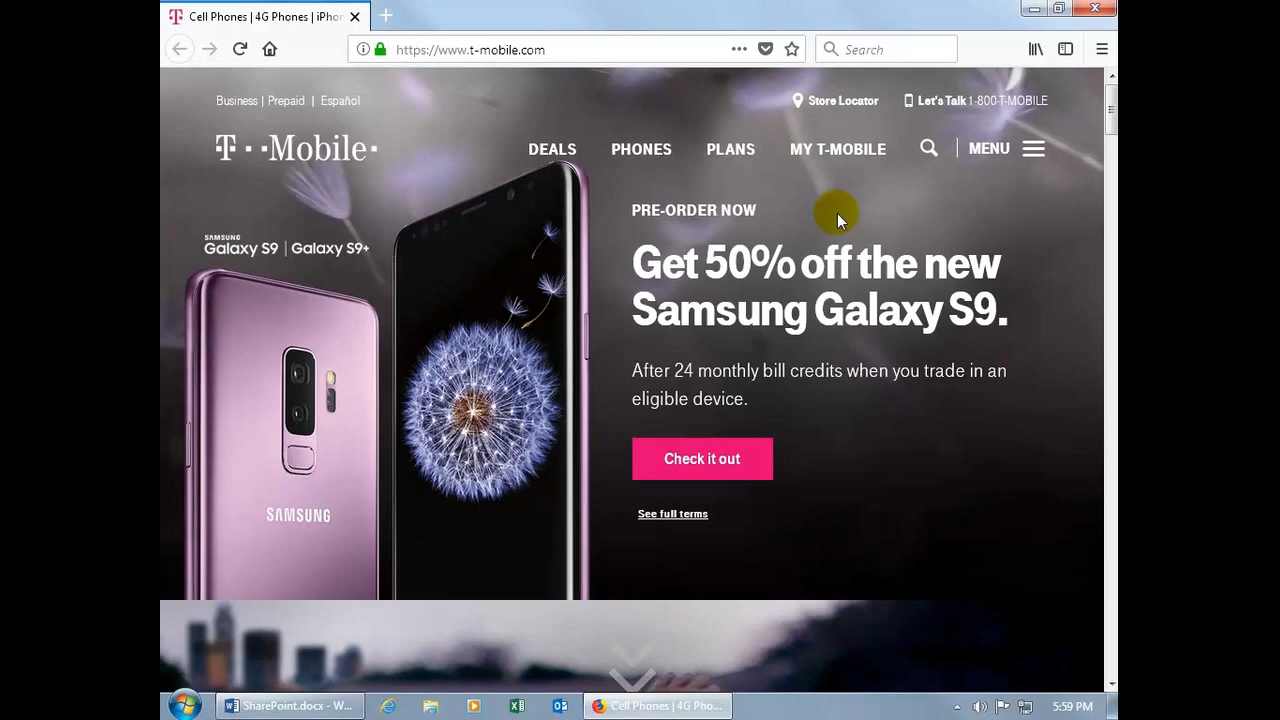 Cell Phones | 4G Phones | iPhon
https://www.t-mobile.com
Search
Business | Prepaid | Español
Store Locator
Let's Talk 1-800-T-MOBILE
T··Mobile·
DEALS PHONES PLANS MY T-MOBILE
MENU
PRE-ORDER NOW
SAMSUNG
Galaxy S9 | Galaxy S9+
Get 50% off the new
Samsung Galaxy S9.
After 24 monthly bill credits when you trade in an
eligible device.
Check it out
SAMSUNG
See full terms
SharePoint.docx - W...
Cell Phones | 4G Pho...
5:59 PM